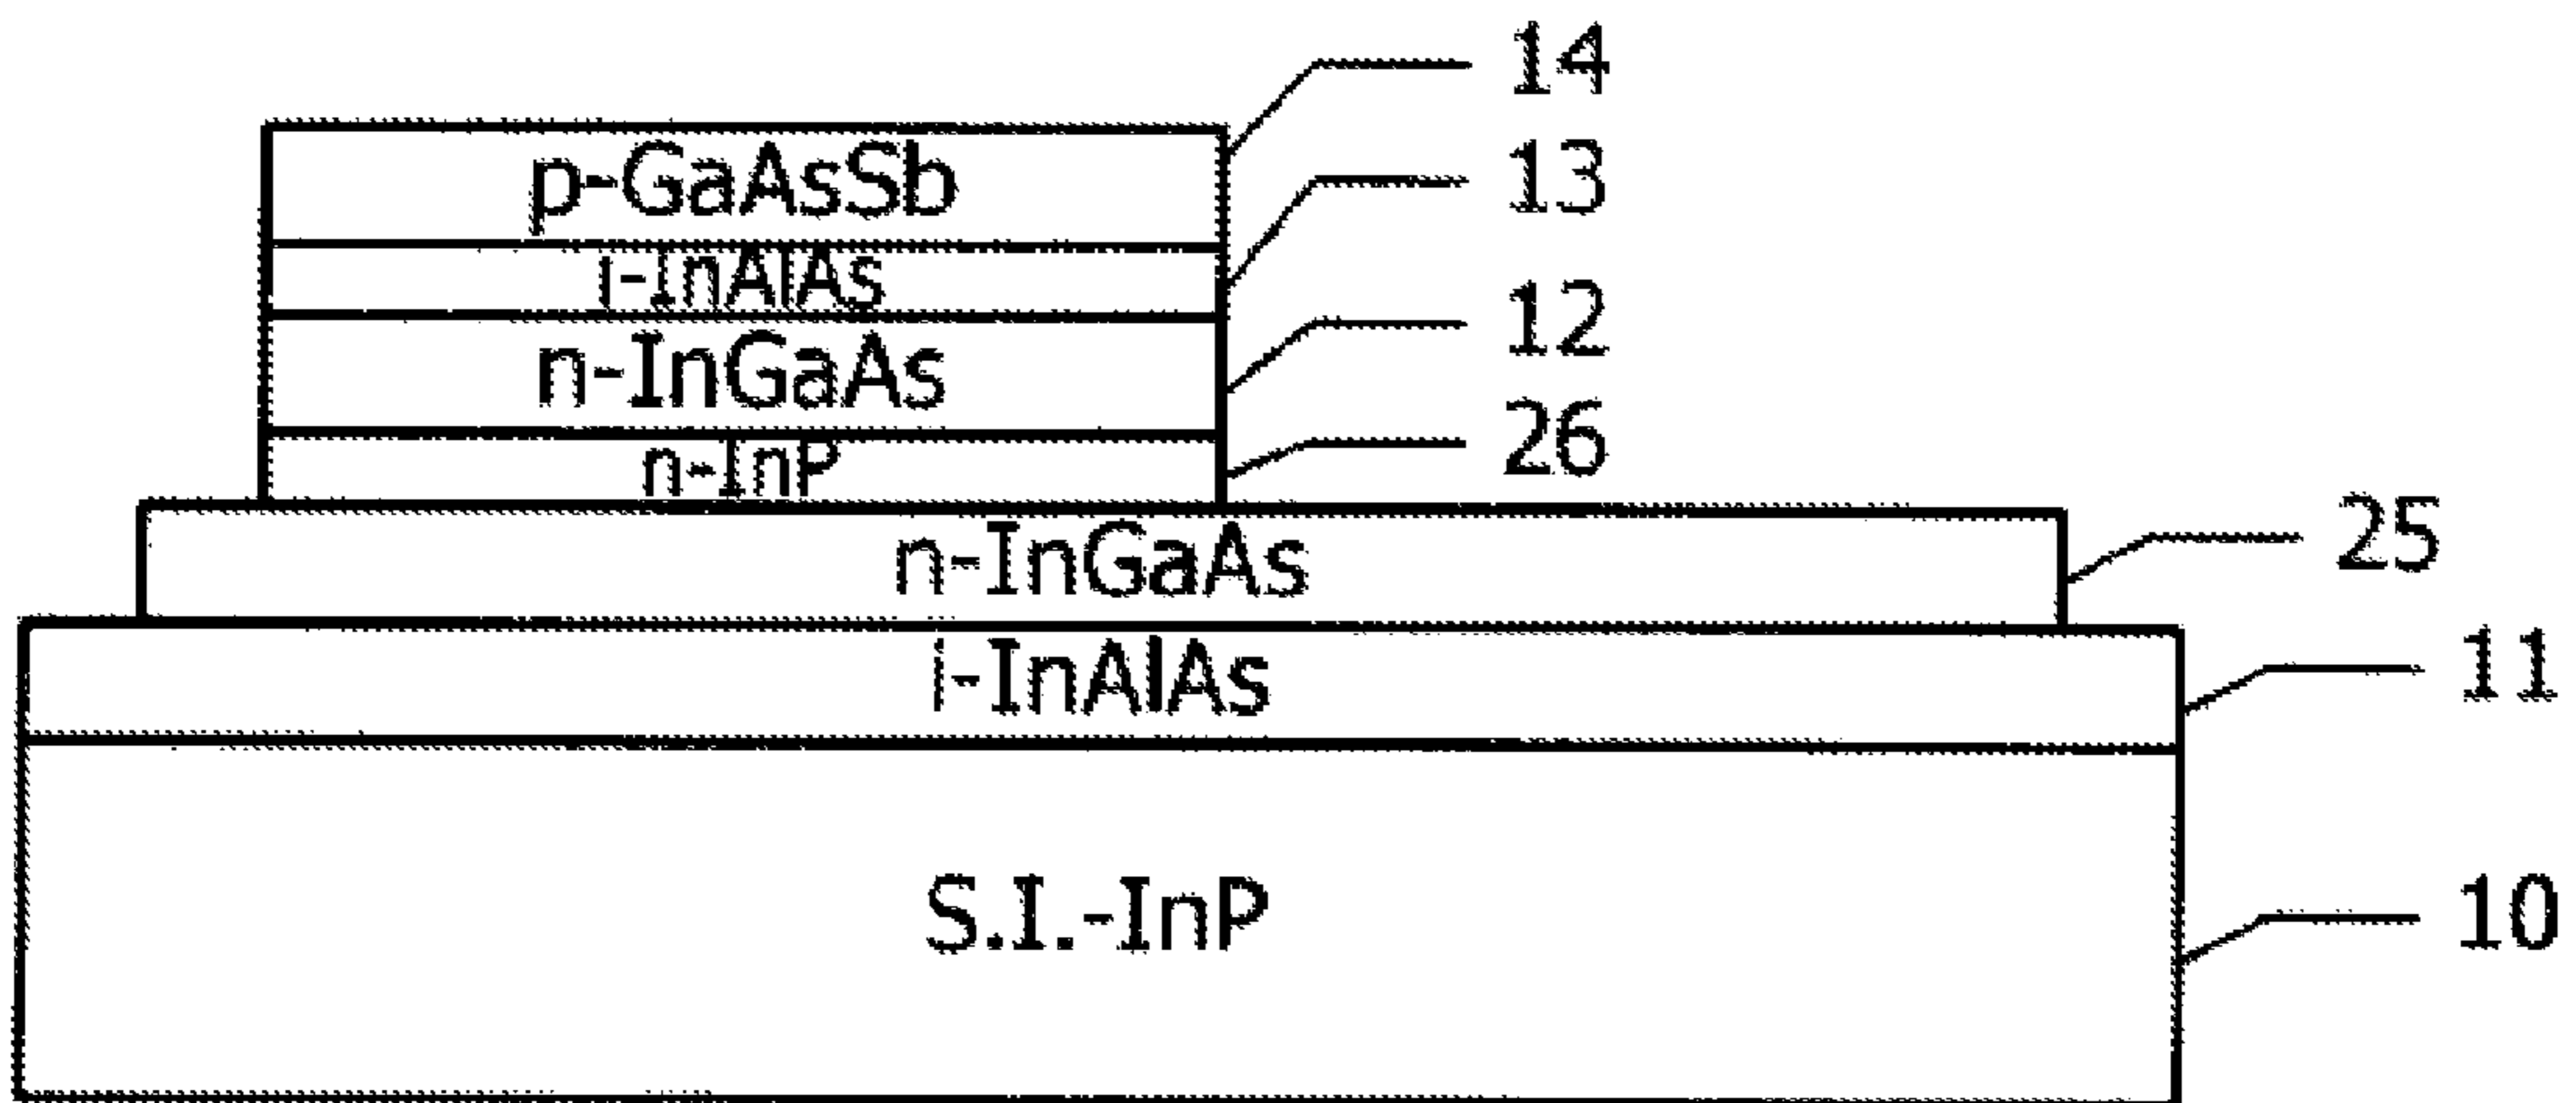 14
p-GaAsSb
13
i-InAlAs
12
n-InGaAs
26
n-InP
n-InGaAs
25
i-InAlAs
11
S.I.-InP
10